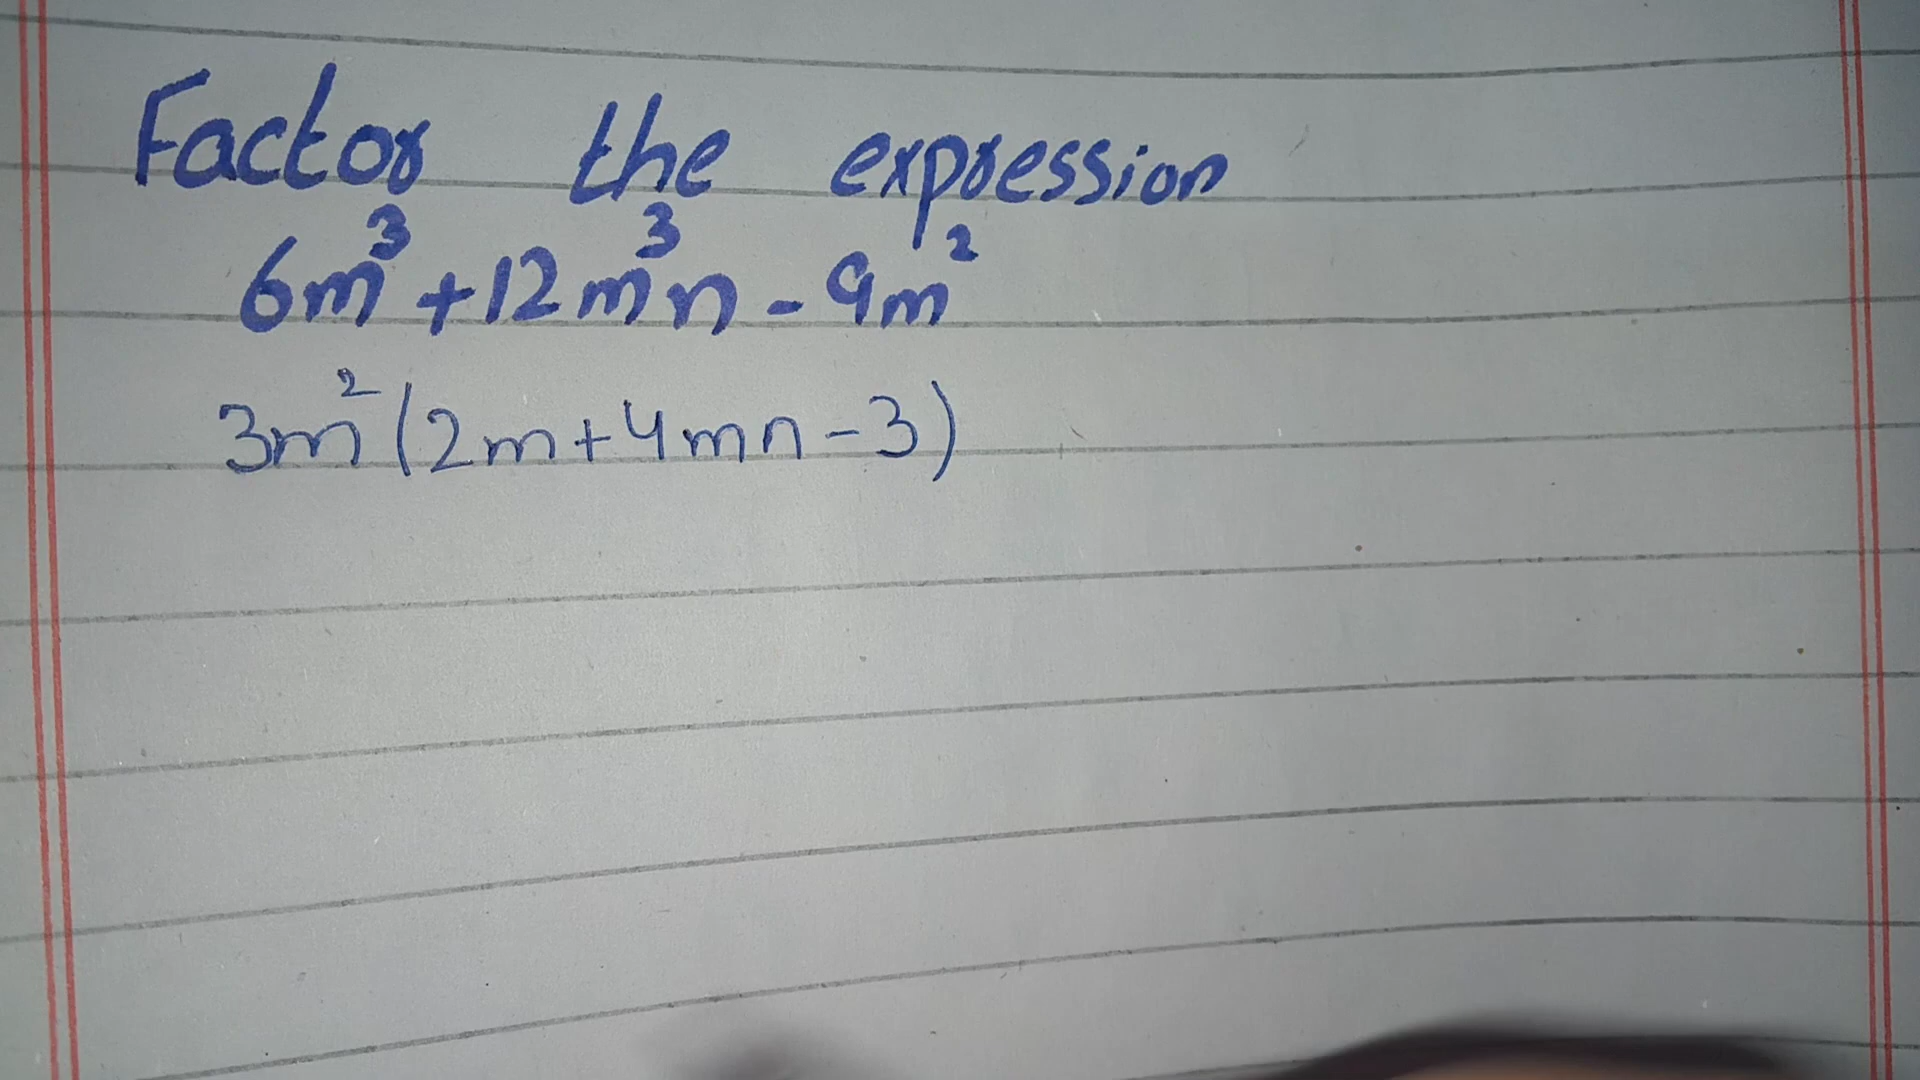 Factor the expression
6m³+12m³n-9m²
3m²(2m+4mn-3)